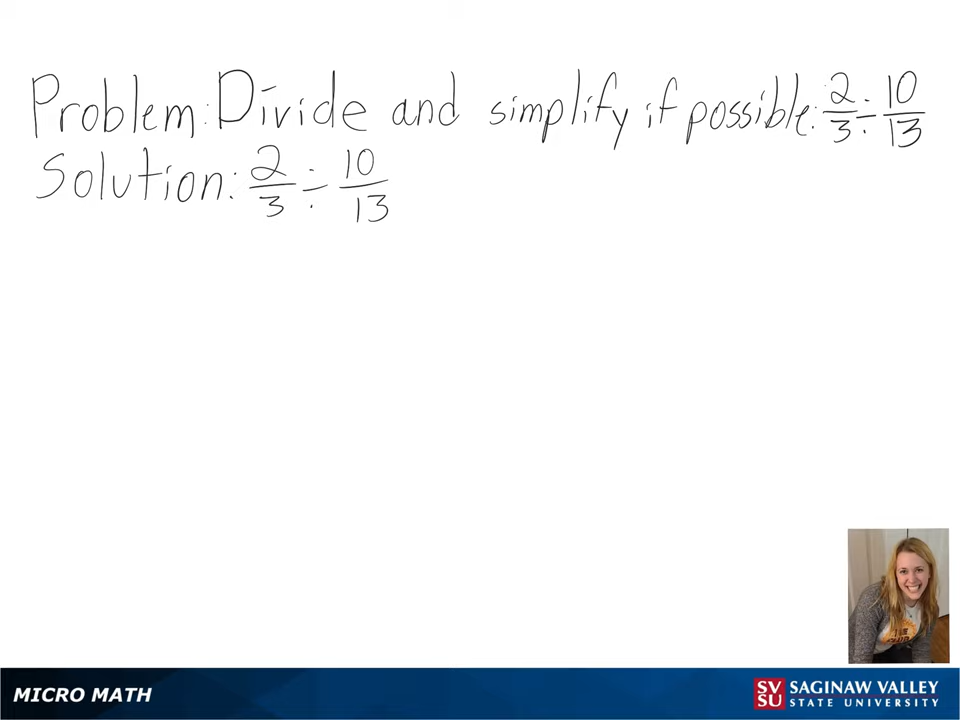 Problem: Divide and simplify if possible: 2/3 ÷ 10/13
Solution: 2/3 ÷ 10/13
MICRO MATH
SV SU SAGINAW VALLEY STATE UNIVERSITY